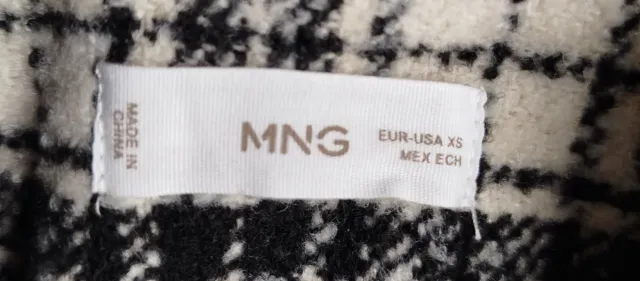 MADE IN
CHINA
MNG
EUR-USA XS
MEX ECH